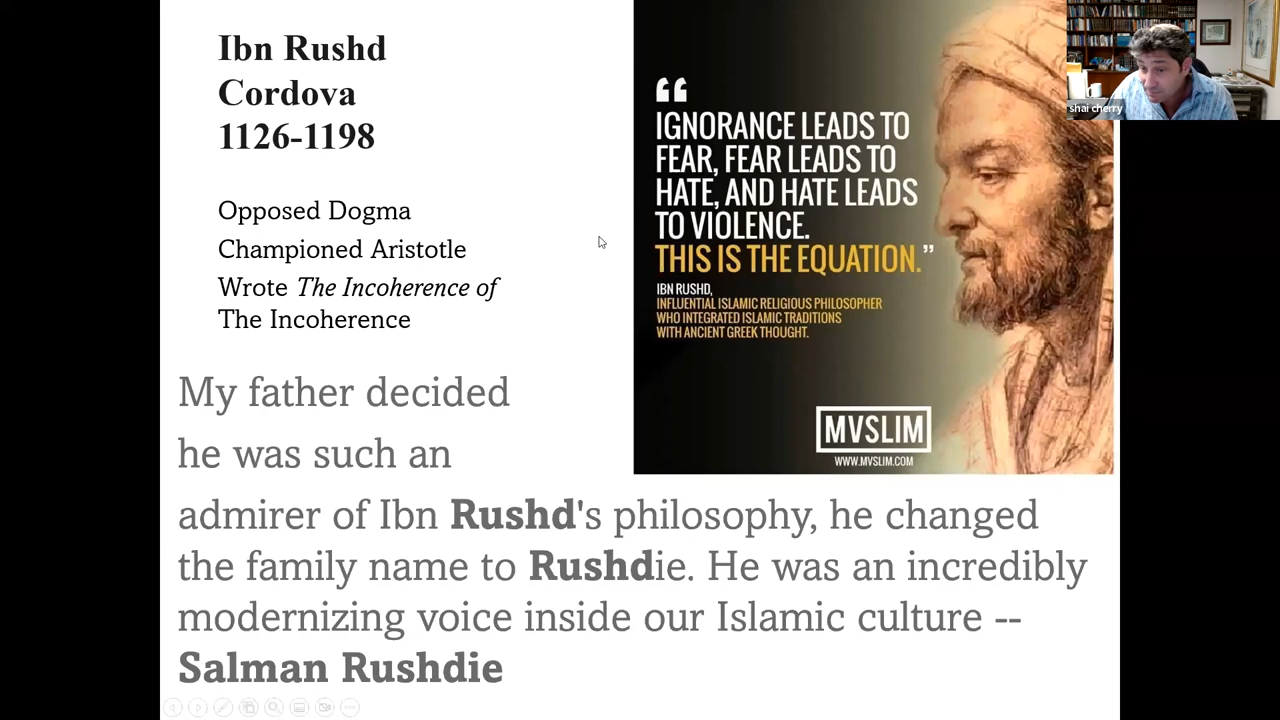 Ibn Rushd
Cordova
1126-1198
Opposed Dogma
Championed Aristotle
Wrote The Incoherence of
The Incoherence
“
IGNORANCE LEADS TO
FEAR, FEAR LEADS TO
HATE, AND HATE LEADS
TO VIOLENCE.
THIS IS THE EQUATION.”
IBN RUSHD,
INFLUENTIAL ISLAMIC RELIGIOUS PHILOSOPHER
WHO INTEGRATED ISLAMIC TRADITIONS
WITH ANCIENT GREEK THOUGHT.
MVSLIM
WWW.MVSLIM.COM
shai cherry
My father decided
he was such an
admirer of Ibn Rushd's philosophy, he changed
the family name to Rushdie. He was an incredibly
modernizing voice inside our Islamic culture --
Salman Rushdie